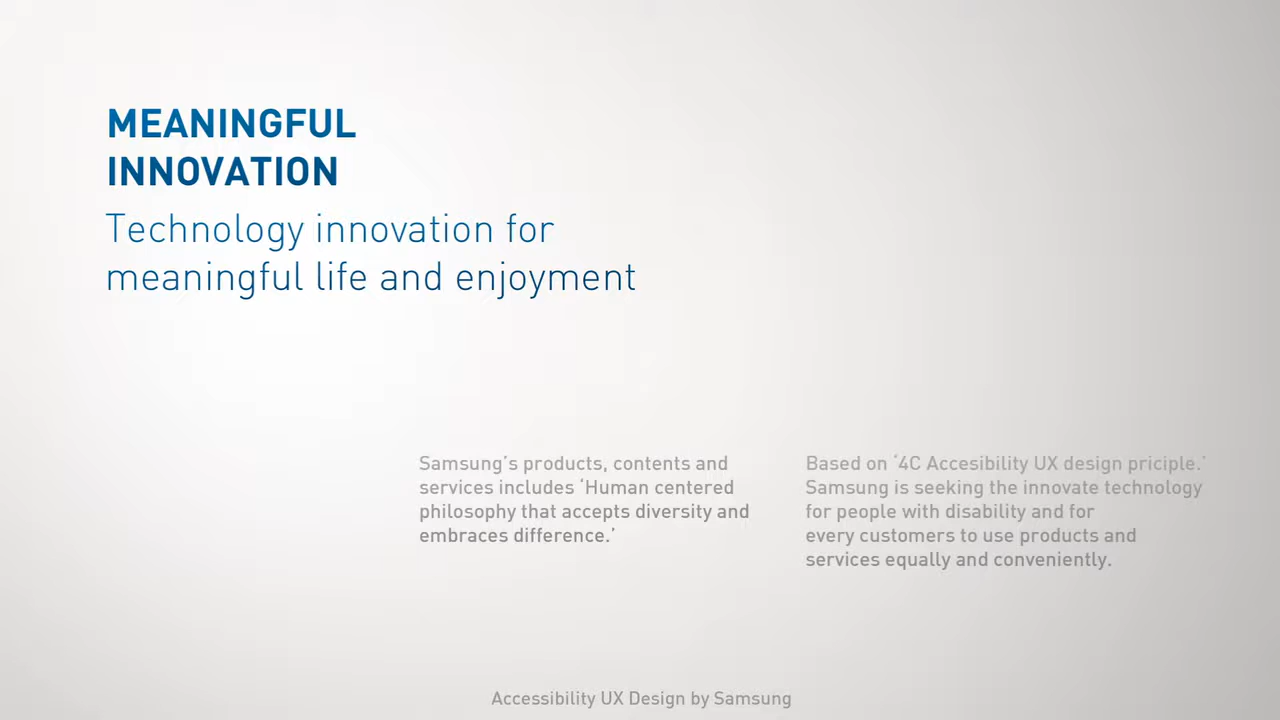 MEANINGFUL
INNOVATION
Technology innovation for
meaningful life and enjoyment
Samsung's products, contents and
services includes ‘Human centered
philosophy that accepts diversity and
embraces difference.’
Based on ‘4C Accesibility UX design priciple.’
Samsung is seeking the innovate technology
for people with disability and for
every customers to use products and
services equally and conveniently.
Accessibility UX Design by Samsung